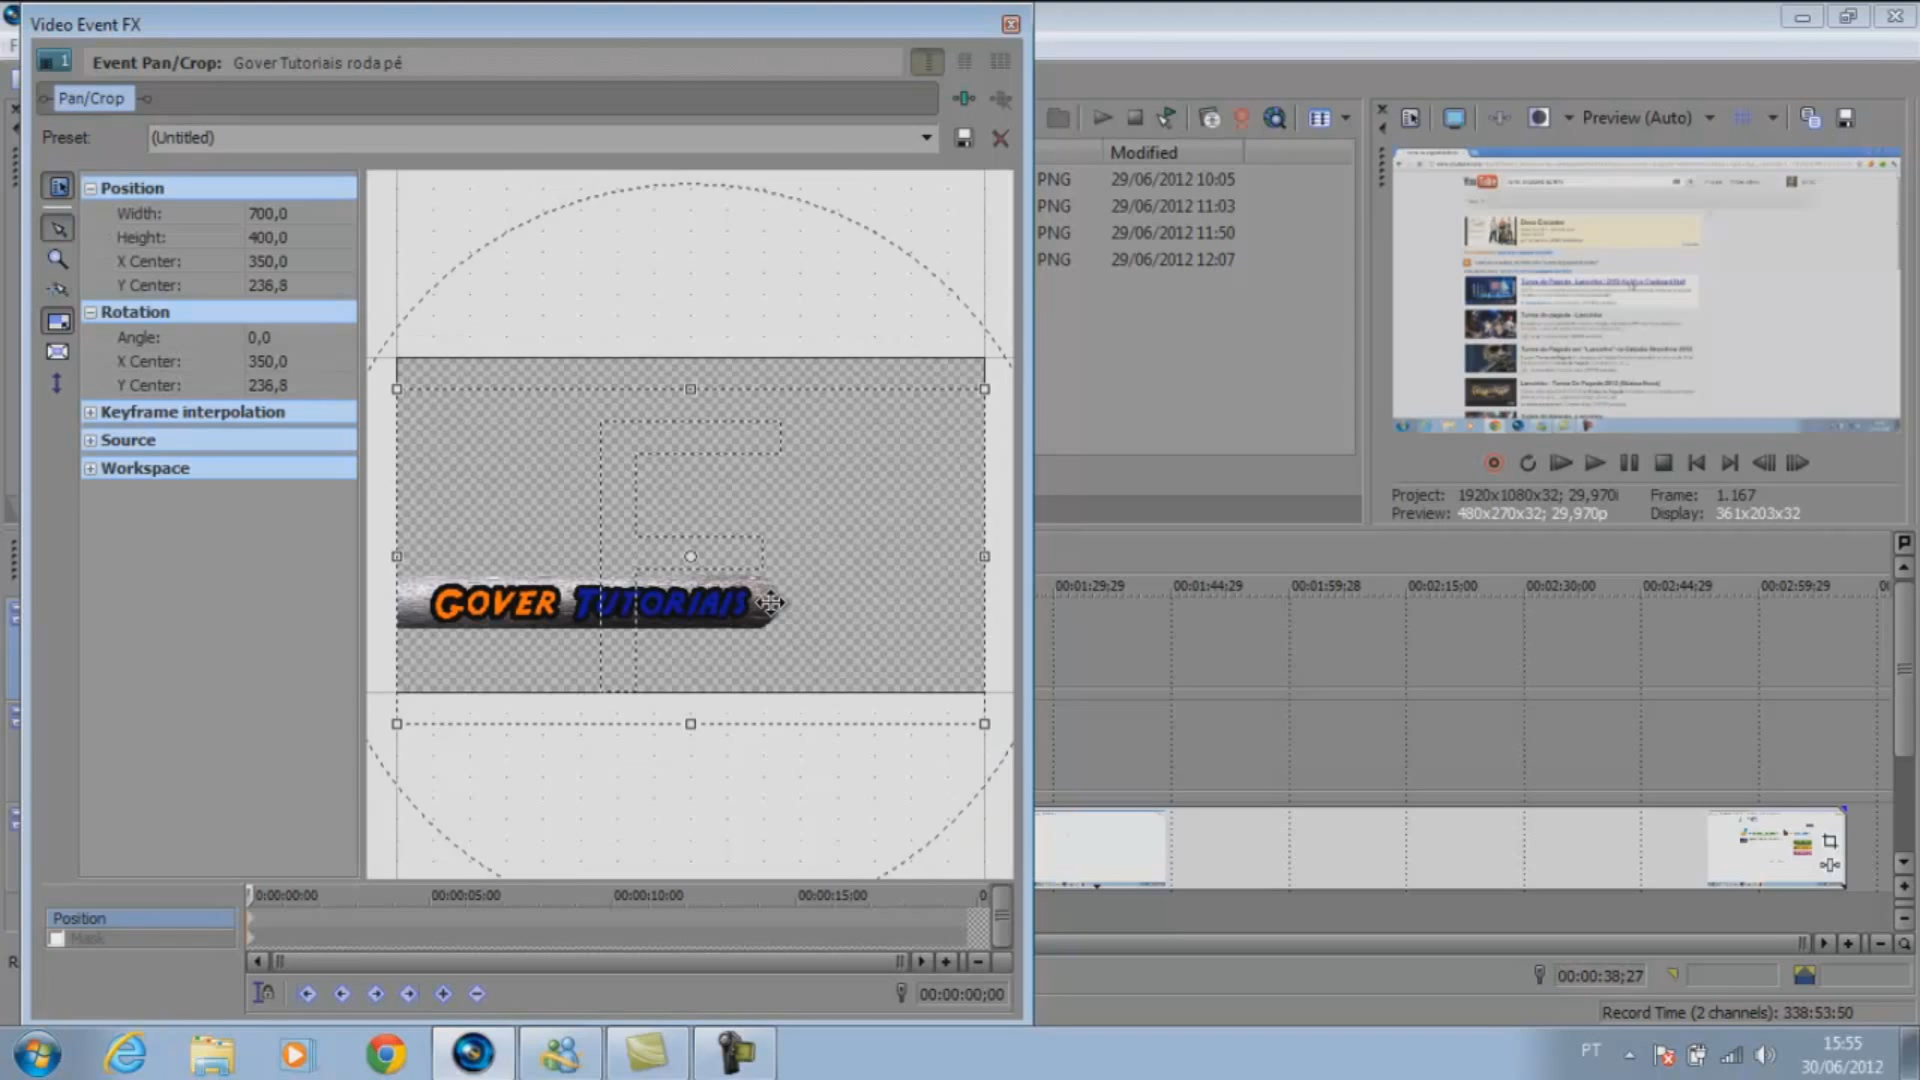 Video Event FX
1
Event Pan/Crop: Gover Tutoriais roda pé
Pan/Crop
Preset: (Untitled)
Position
Width: 700,0
Height: 400,0
X Center: 350,0
Y Center: 236,8
Rotation
Angle: 0,0
X Center: 350,0
Y Center: 236,8
Keyframe interpolation
Source
Workspace
GOVER TUTORIAIS
Modified
PNG 29/06/2012 10:05
PNG 29/06/2012 11:03
PNG 29/06/2012 11:50
PNG 29/06/2012 12:07
Preview (Auto)
Project: 1920x1080x32; 29,970i Frame: 1.167
Preview: 480x270x32; 29,970p Display: 361x203x32
00:01:29;29 00:01:44;29 00:01:59;28 00:02:15;00 00:02:30;00 00:02:44;29 00:02:59;29
0:00:00:00 00:00:05:00 00:00:10:00 00:00:15:00
Position
Mask
00:00:00;00
00:00:38;27
Record Time (2 channels): 338:53:50
PT
15:55
30/06/2012